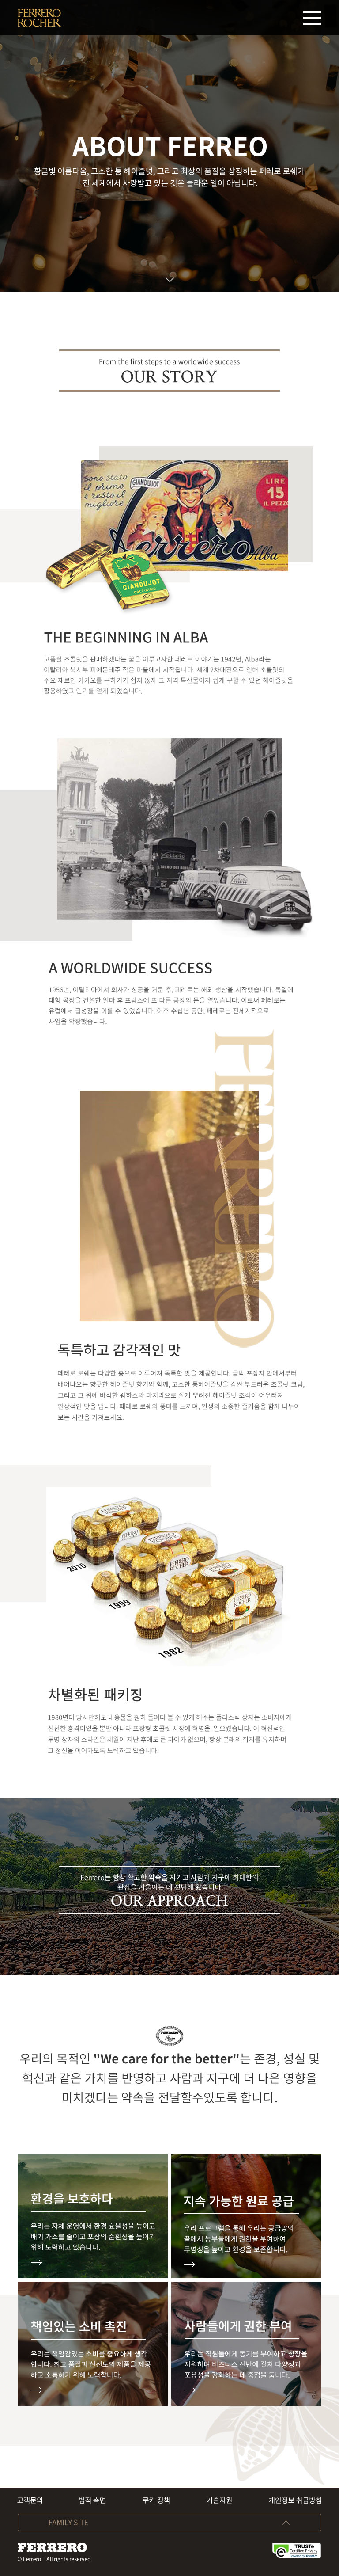 FERRERO
ROCHER
ABOUT FERREO
황금빛 아름다움, 고소한 통 헤이즐넛, 그리고 최상의 품질을 상징하는 페레로 로쉐가
전 세계에서 사랑받고 있는 것은 놀라운 일이 아닙니다.
From the first steps to a worldwide success
OUR STORY
Sono stato
il primo
e resto il
migliore
GIANDUJOT
LIRE
15
IL PEZZO
Ferrero
Alba
GIANDUJOT
THE BEGINNING IN ALBA
고품질 초콜릿을 판매하겠다는 꿈을 이루고자한 페레로 이야기는 1942년, Alba라는
이탈리아 북서부 피에몬테주 작은 마을에서 시작됩니다. 세계 2차대전으로 인해 초콜릿의
주요 재료인 카카오를 구하기가 쉽지 않자 그 지역 특산물이자 쉽게 구할 수 있던 헤이즐넛을
활용하였고 인기를 얻게 되었습니다.
A WORLDWIDE SUCCESS
1956년, 이탈리아에서 회사가 성공을 거둔 후, 페레로는 해외 생산을 시작했습니다. 독일에
대형 공장을 건설한 얼마 후 프랑스에 또 다른 공장의 문을 열었습니다. 이로써 페레로는
유럽에서 급성장을 이룰 수 있었습니다. 이후 수십년 동안, 페레로는 전세계적으로
사업을 확장했습니다.
FERRERO
독특하고 감각적인 맛
페레로 로쉐는 다양한 층으로 이루어져 독특한 맛을 제공합니다. 금박 포장지 안에서부터
배어나오는 향긋한 헤이즐넛 향기와 함께, 고소한 통헤이즐넛을 감싼 부드러운 초콜릿 크림,
그리고 그 위에 바삭한 웨하스와 마지막으로 잘게 뿌려진 헤이즐넛 조각이 어우러져
환상적인 맛을 냅니다. 페레로 로쉐의 풍미를 느끼며, 인생의 소중한 즐거움을 함께 나누어
보는 시간을 가져보세요.
FERRERO
ROCHER
2010
1999
1982
차별화된 패키징
1980년대 당시만해도 내용물을 훤히 들여다 볼 수 있게 해주는 플라스틱 상자는 소비자에게
신선한 충격이었을 뿐만 아니라 포장형 초콜릿 시장에 혁명을 일으켰습니다. 이 혁신적인
투명 상자의 스타일은 세월이 지난 후에도 큰 차이가 없으며, 항상 본래의 취지를 유지하며
그 정신을 이어가도록 노력하고 있습니다.
Ferrero는 항상 확고한 약속을 지키고 사람과 지구에 최대한의
관심을 기울이는 데 전념해 왔습니다.
OUR APPROACH
FERRERO
우리의 목적인 "We care for the better"는 존경, 성실 및
혁신과 같은 가치를 반영하고 사람과 지구에 더 나은 영향을
미치겠다는 약속을 전달할수있도록 합니다.
환경을 보호하다
우리는 자체 운영에서 환경 효율성을 높이고
배기 가스를 줄이고 포장의 순환성을 높이기
위해 노력하고 있습니다.
지속 가능한 원료 공급
우리 프로그램을 통해 우리는 공급망의
끝에서 농부들에게 권한을 부여하여
투명성을 높이고 환경을 보존합니다.
책임있는 소비 촉진
우리는 책임감있는 소비를 중요하게 생각
합니다. 최고 품질과 신선도의 제품을 제공
하고 소통하기 위해 노력합니다.
사람들에게 권한 부여
우리는 직원들에게 동기를 부여하고 성장을
지원하며 비즈니스 전반에 걸쳐 다양성과
포용성을 강화하는 데 중점을 둡니다.
고객문의 법적 측면 쿠키 정책 기술지원 개인정보 취급방침
FAMILY SITE
FERRERO
© Ferrero - All rights reserved
TRUSTe
Certified Privacy